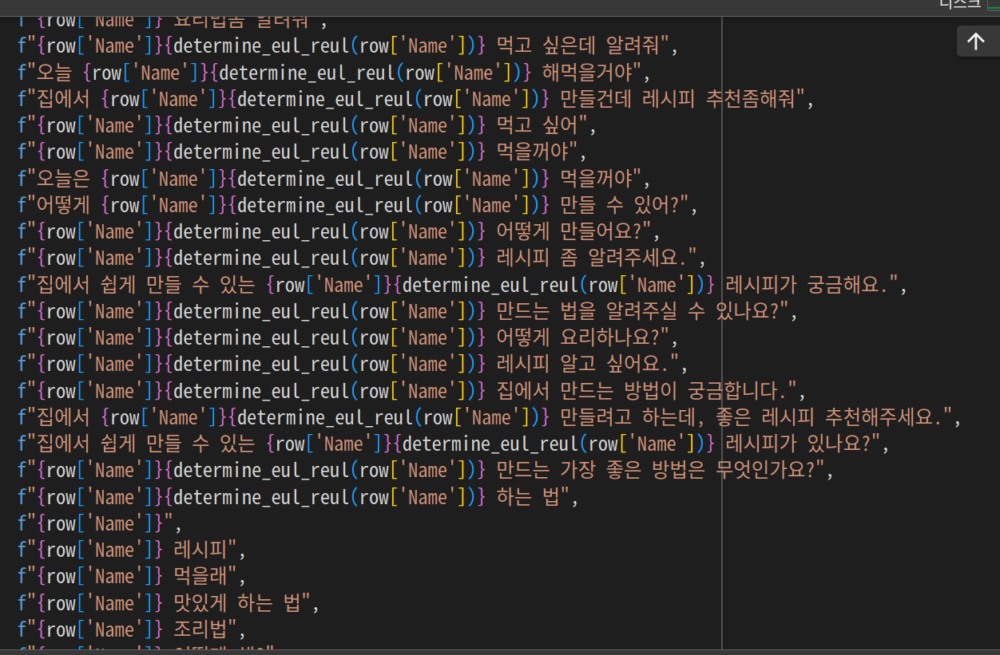 디스크
f"{row['Name']} 요리법좀 알려줘",
f"{row['Name']}{determine_eul_reul(row['Name'])} 먹고 싶은데 알려줘",
f"오늘 {row['Name']}{determine_eul_reul(row['Name'])} 해먹을거야",
f"집에서 {row['Name']}{determine_eul_reul(row['Name'])} 만들건데 레시피 추천좀해줘",
f"{row['Name']}{determine_eul_reul(row['Name'])} 먹고 싶어",
f"{row['Name']}{determine_eul_reul(row['Name'])} 먹을꺼야",
f"오늘은 {row['Name']}{determine_eul_reul(row['Name'])} 먹을꺼야",
f"어떻게 {row['Name']}{determine_eul_reul(row['Name'])} 만들 수 있어?",
f"{row['Name']}{determine_eul_reul(row['Name'])} 어떻게 만들어요?",
f"{row['Name']}{determine_eul_reul(row['Name'])} 레시피 좀 알려주세요.",
f"집에서 쉽게 만들 수 있는 {row['Name']}{determine_eul_reul(row['Name'])} 레시피가 궁금해요.",
f"{row['Name']}{determine_eul_reul(row['Name'])} 만드는 법을 알려주실 수 있나요?",
f"{row['Name']}{determine_eul_reul(row['Name'])} 어떻게 요리하나요?",
f"{row['Name']}{determine_eul_reul(row['Name'])} 레시피 알고 싶어요.",
f"{row['Name']}{determine_eul_reul(row['Name'])} 집에서 만드는 방법이 궁금합니다.",
f"집에서 {row['Name']}{determine_eul_reul(row['Name'])} 만들려고 하는데, 좋은 레시피 추천해주세요.",
f"집에서 쉽게 만들 수 있는 {row['Name']}{determine_eul_reul(row['Name'])} 레시피가 있나요?",
f"{row['Name']}{determine_eul_reul(row['Name'])} 만드는 가장 좋은 방법은 무엇인가요?",
f"{row['Name']}{determine_eul_reul(row['Name'])} 하는 법",
f"{row['Name']}",
f"{row['Name']} 레시피",
f"{row['Name']} 먹을래",
f"{row['Name']} 맛있게 하는 법",
f"{row['Name']} 조리법",